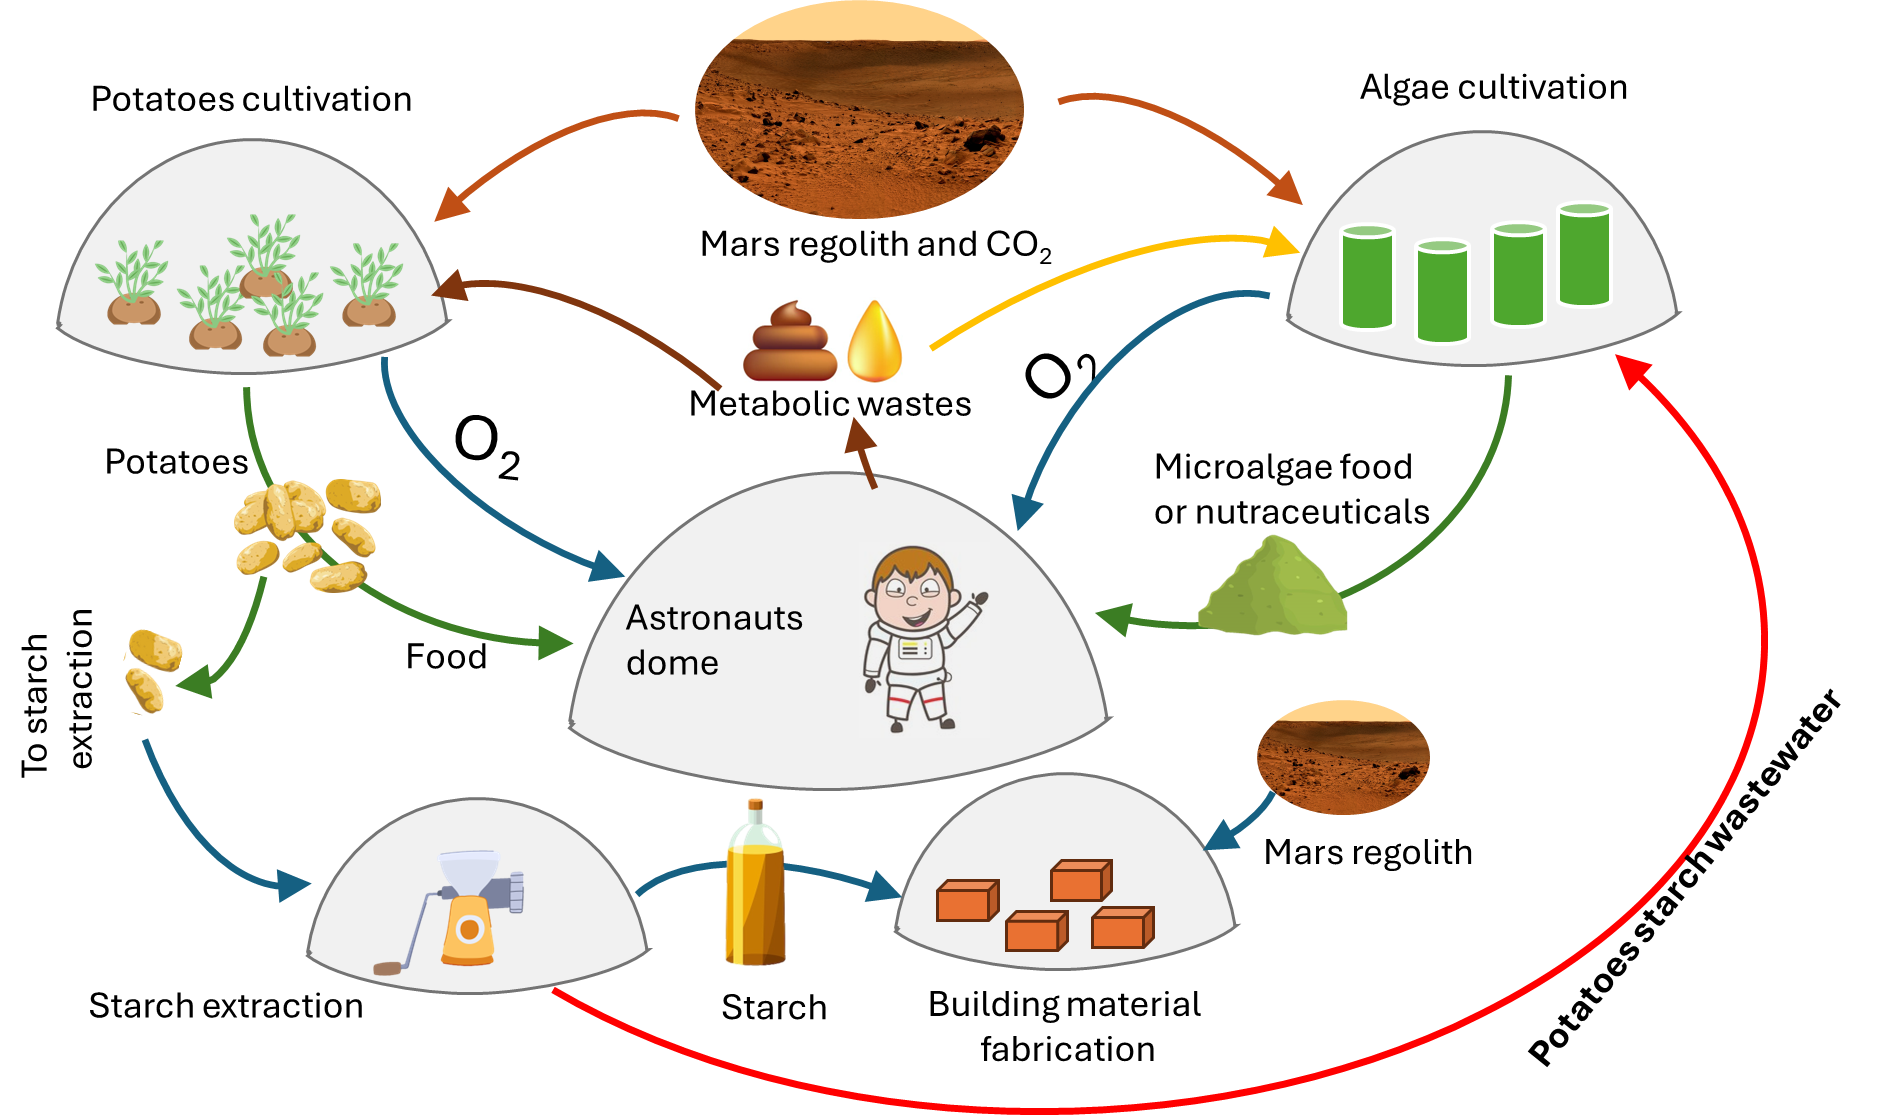 Potatoes cultivation
Algae cultivation
Mars regolith and CO₂
Metabolic wastes
O₂
O₂
Potatoes
Microalgae food
or nutraceuticals
Astronauts
dome
Food
To starch
extraction
Mars regolith
Potatoes starch wastewater
Starch extraction
Starch
Building material
fabrication